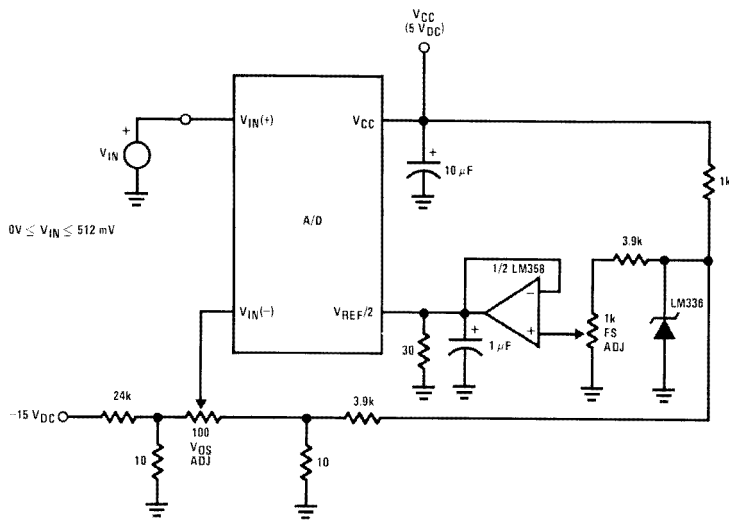 VCC
(5 VDC)
+
VIN
VIN(+)
VCC
+
10 µF
1k
0V ≤ VIN ≤ 512 mV
A/D
1/2 LM358
3.9k
VIN(−)
VREF/2
−
+
30
+
1 µF
1k
FS
ADJ
LM336
−15 VDC
24k
100
VOS
ADJ
3.9k
10
10